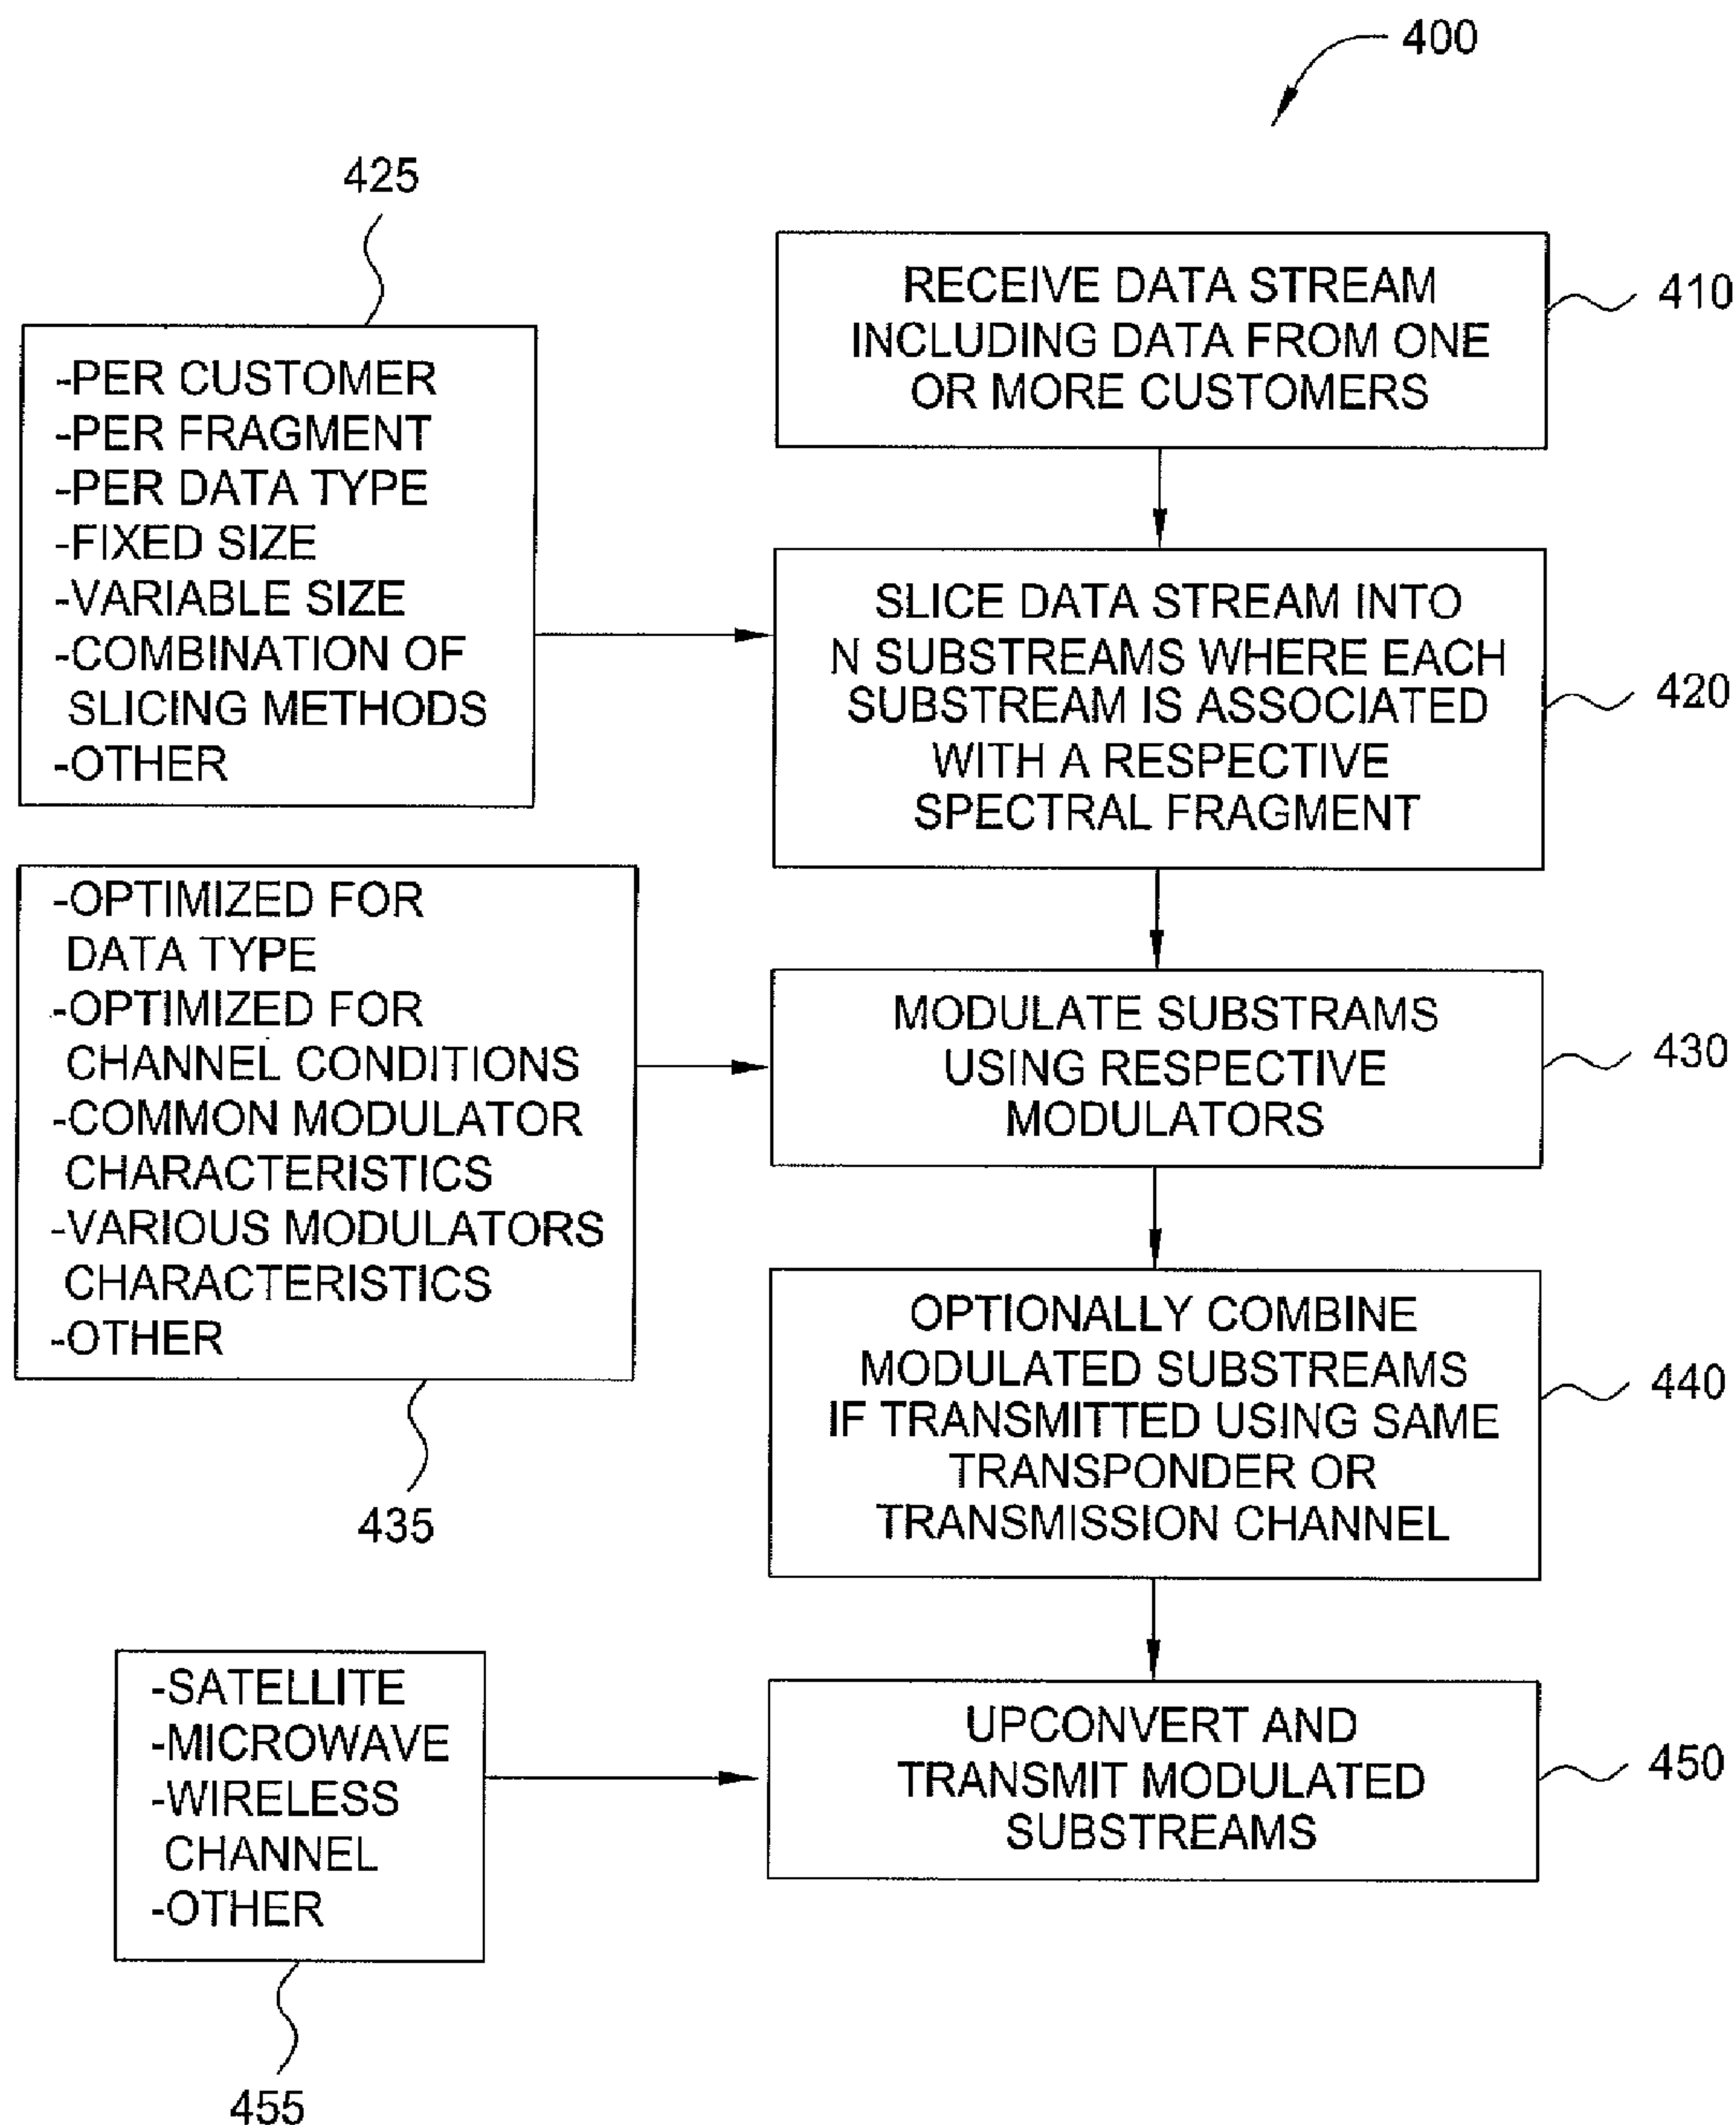 400
425
-PER CUSTOMER
-PER FRAGMENT
-PER DATA TYPE
-FIXED SIZE
-VARIABLE SIZE
-COMBINATION OF
SLICING METHODS
-OTHER
RECEIVE DATA STREAM
INCLUDING DATA FROM ONE
OR MORE CUSTOMERS
410
SLICE DATA STREAM INTO
N SUBSTREAMS WHERE EACH
SUBSTREAM IS ASSOCIATED
WITH A RESPECTIVE
SPECTRAL FRAGMENT
420
-OPTIMIZED FOR
DATA TYPE
-OPTIMIZED FOR
CHANNEL CONDITIONS
-COMMON MODULATOR
CHARACTERISTICS
-VARIOUS MODULATORS
CHARACTERISTICS
-OTHER
435
MODULATE SUBSTRAMS
USING RESPECTIVE
MODULATORS
430
OPTIONALLY COMBINE
MODULATED SUBSTREAMS
IF TRANSMITTED USING SAME
TRANSPONDER OR
TRANSMISSION CHANNEL
440
-SATELLITE
-MICROWAVE
-WIRELESS
CHANNEL
-OTHER
455
UPCONVERT AND
TRANSMIT MODULATED
SUBSTREAMS
450